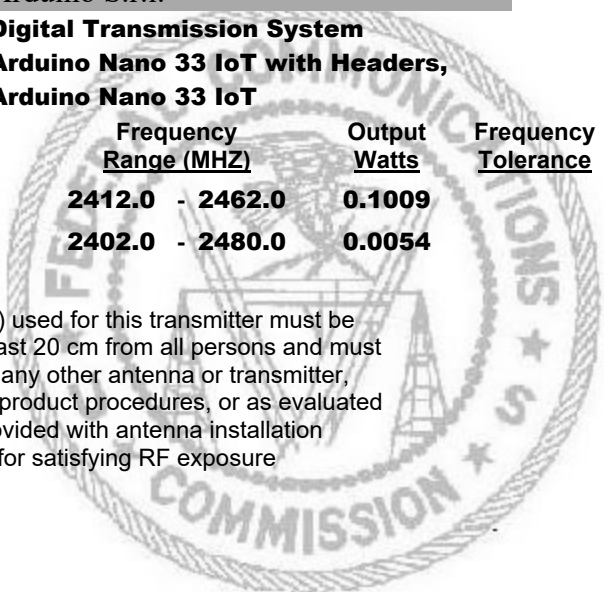 Digital Transmission System
Arduino Nano 33 IoT with Headers,
Arduino Nano 33 IoT
Frequency Output Frequency
Range (MHZ) Watts Tolerance
2412.0 - 2462.0 0.1009
2402.0 - 2480.0 0.0054
) used for this transmitter must be
ast 20 cm from all persons and must
any other antenna or transmitter,
product procedures, or as evaluated
ovided with antenna installation
for satisfying RF exposure
FEDERAL COMMUNICATIONS
COMMISSION
-